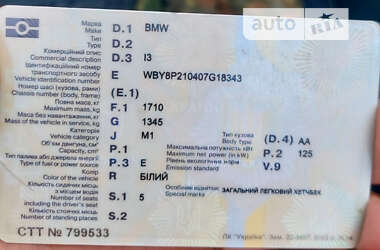 auto RIA
Марка
Make D.1 BMW
Тип
Type D.2
Комерційний опис
Commercial description D.3 I3
Ідентифікаційний номер
транспортного засобу E WBY8P210407G18343
Vehicle identification number
Номер шасі (кузова, рами)
Chassis number (body, frame) (E.1)
Повна маса, кг
Maximum mass, kg F.1 1710
Маса без навантаження, кг
Mass of the vehicle in service, kg G 1345
Категорія
Vehicle category J M1 Тип кузова
Body type (D.4) АА
Об'єм двигуна, см³
Capacity, cm³ P.1 Максимальна потужність кВт
Maximum net power (in kW) P.2 125
Тип палива або джерела енергії
Type of fuel or power source P.3 E Рівень екологічних норм
Environmental standard V.9
Колір
Color of vehicle R БІЛИЙ
Кількість сидячих місць
з місцем водія
Number of seats S.1 5 Особливі відмітки ЗАГАЛЬНИЙ ЛЕГКОВИЙ ХЕТЧБЕК
Special marks
including the driver's seat
Кількість стоячих місць
Number of standing places S.2
СТТ № 799533